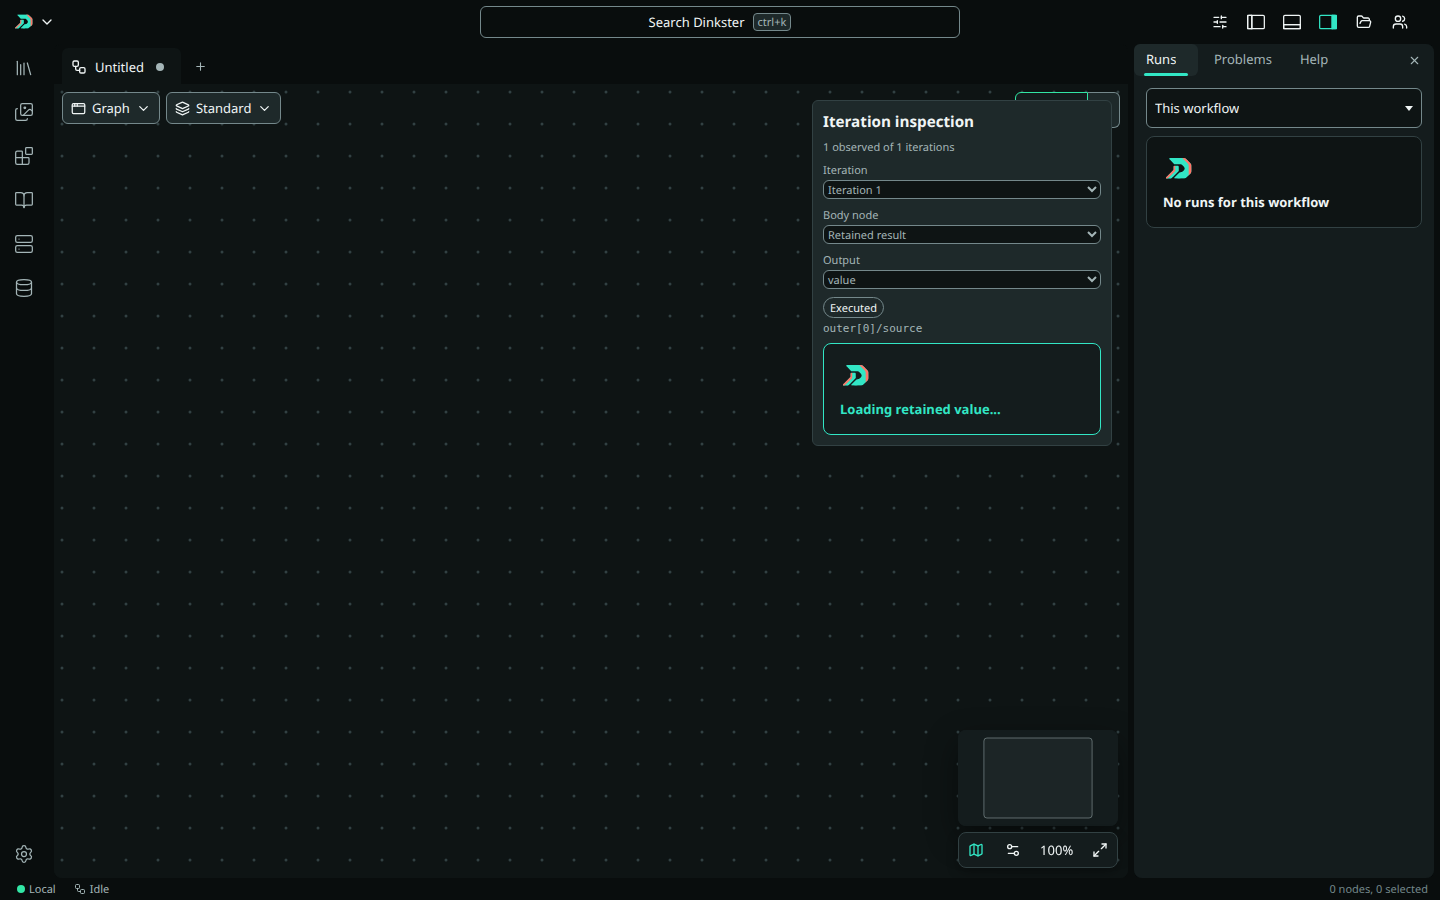 Search Dinkster ctrl+k
Untitled
Graph
Standard
Iteration inspection
1 observed of 1 iterations
Iteration
Iteration 1
Body node
Retained result
Output
value
Executed
outer[0]/source
Loading retained value...
100%
Runs
Problems
Help
This workflow
No runs for this workflow
Local
Idle
0 nodes, 0 selected